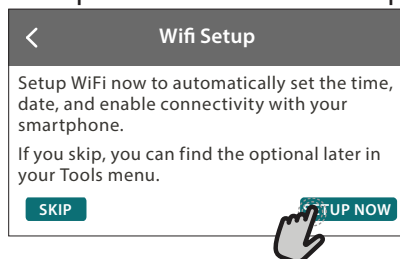 Wifi Setup
Setup WiFi now to automatically set the time,
date, and enable connectivity with your
smartphone.
If you skip, you can find the optional later in
your Tools menu.
SKIP
NOW